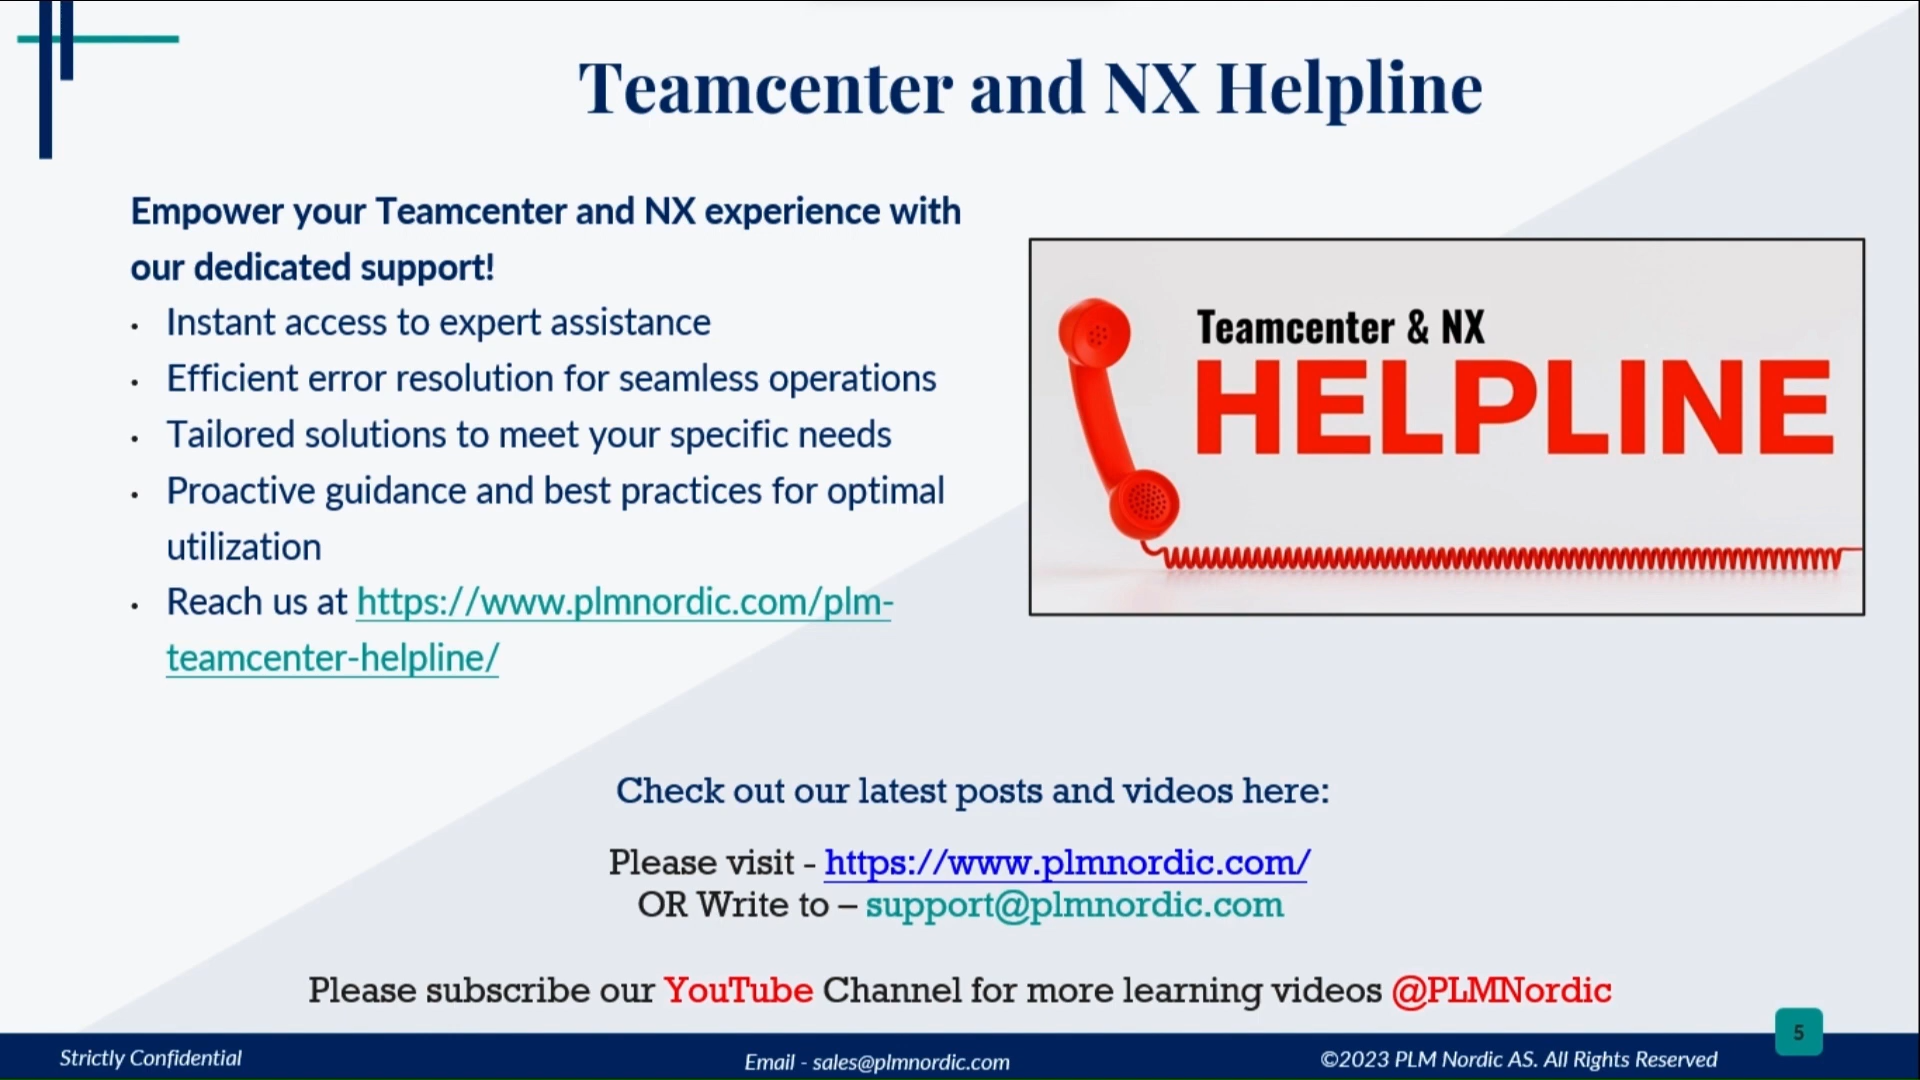 Teamcenter and NX Helpline
Empower your Teamcenter and NX experience with
our dedicated support!
• Instant access to expert assistance
• Efficient error resolution for seamless operations
• Tailored solutions to meet your specific needs
• Proactive guidance and best practices for optimal
utilization
• Reach us at https://www.plmnordic.com/plm-
teamcenter-helpline/
Teamcenter & NX
HELPLINE
Check out our latest posts and videos here:
Please visit - https://www.plmnordic.com/
OR Write to – support@plmnordic.com
Please subscribe our YouTube Channel for more learning videos @PLMNordic
5
Strictly Confidential
Email - sales@plmnordic.com
©2023 PLM Nordic AS. All Rights Reserved